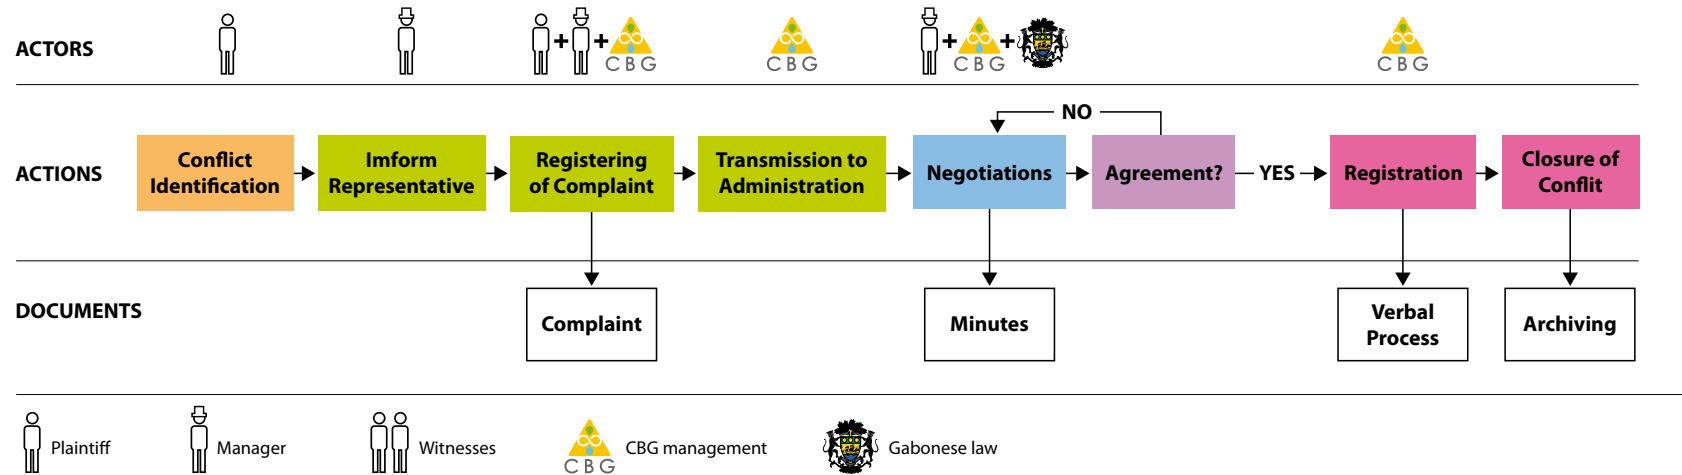 ACTORS
+ +
CBG
CBG
+ +
CBG
CBG
NO
ACTIONS
Conflict
Identification
Imform
Representative
Registering
of Complaint
Transmission to
Administration
Negotiations
Agreement?
YES
Registration
Closure of
Conflit
DOCUMENTS
Complaint
Minutes
Verbal
Process
Archiving
Plaintiff
Manager
Witnesses
CBG
CBG management
Gabonese law